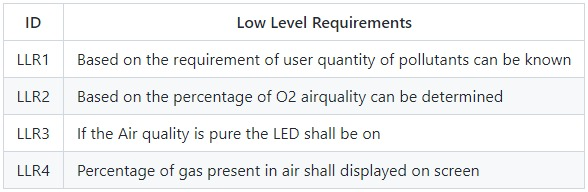 ID Low Level Requirements
LLR1 Based on the requirement of user quantity of pollutants can be known
LLR2 Based on the percentage of O2 airquality can be determined
LLR3 If the Air quality is pure the LED shall be on
LLR4 Percentage of gas present in air shall displayed on screen